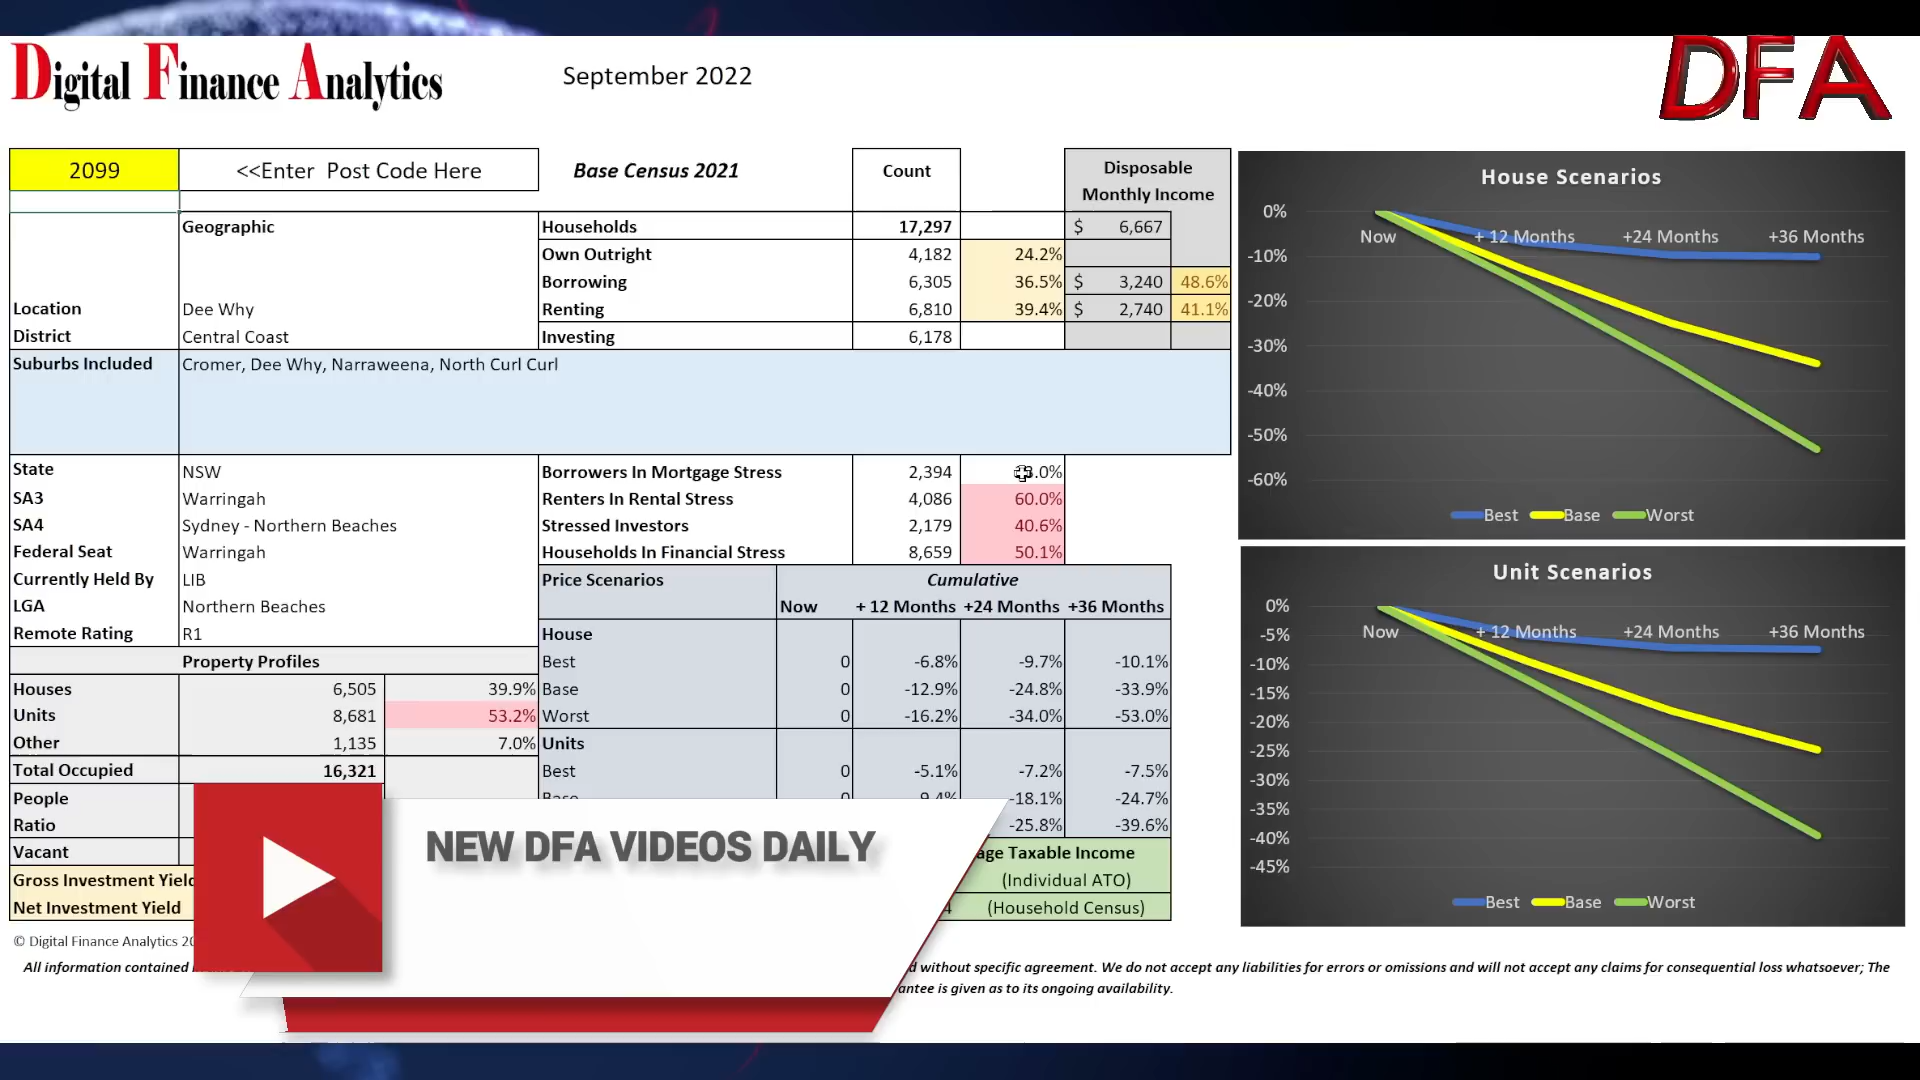 Digital Finance Analytics
September 2022
DFA
2099 <<Enter Post Code Here Base Census 2021 Count Disposable Monthly Income
Geographic Households 17,297 $ 6,667
Own Outright 4,182 24.2%
Borrowing 6,305 36.5% $ 3,240 48.6%
Location Dee Why Renting 6,810 39.4% $ 2,740 41.1%
District Central Coast Investing 6,178
Suburbs Included Cromer, Dee Why, Narraweena, North Curl Curl
State NSW Borrowers In Mortgage Stress 2,394
SA3 Warringah Renters In Rental Stress 4,086 60.0%
SA4 Sydney - Northern Beaches Stressed Investors 2,179 40.6%
Federal Seat Warringah Households In Financial Stress 8,659 50.1%
Currently Held By LIB Price Scenarios Cumulative
LGA Northern Beaches Now + 12 Months +24 Months +36 Months
Remote Rating R1 House
Property Profiles Best 0 -6.8% -9.7% -10.1%
Houses 6,505 39.9% Base 0 -12.9% -24.8% -33.9%
Units 8,681 53.2% Worst 0 -16.2% -34.0% -53.0%
Other 1,135 7.0% Units
Total Occupied 16,321 Best 0 -5.1% -7.2% -7.5%
People -18.1% -24.7%
Ratio -25.8% -39.6%
Vacant Taxable Income
Gross Investment Yield (Individual ATO)
Net Investment Yield (Household Census)
© Digital Finance Analytics
All information contained
without specific agreement. We do not accept any liabilities for errors or omissions and will not accept any claims for consequential loss whatsoever; The
is given as to its ongoing availability.
NEW DFA VIDEOS DAILY
House Scenarios
0%
Now + 12 Months +24 Months +36 Months
-10%
-20%
-30%
-40%
-50%
-60%
Best Base Worst
Unit Scenarios
0%
Now + 12 Months +24 Months +36 Months
-5%
-10%
-15%
-20%
-25%
-30%
-35%
-40%
-45%
Best Base Worst